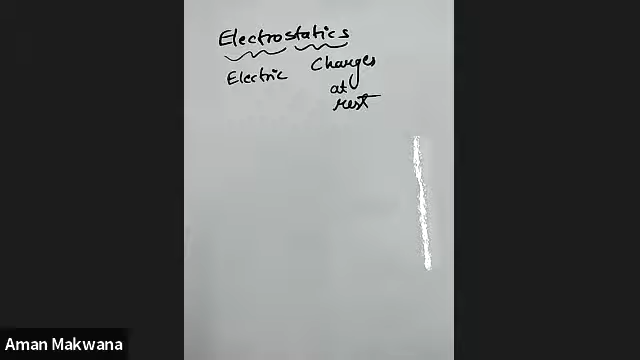 Electrostatics
Electric Charges
at
rest
Aman Makwana